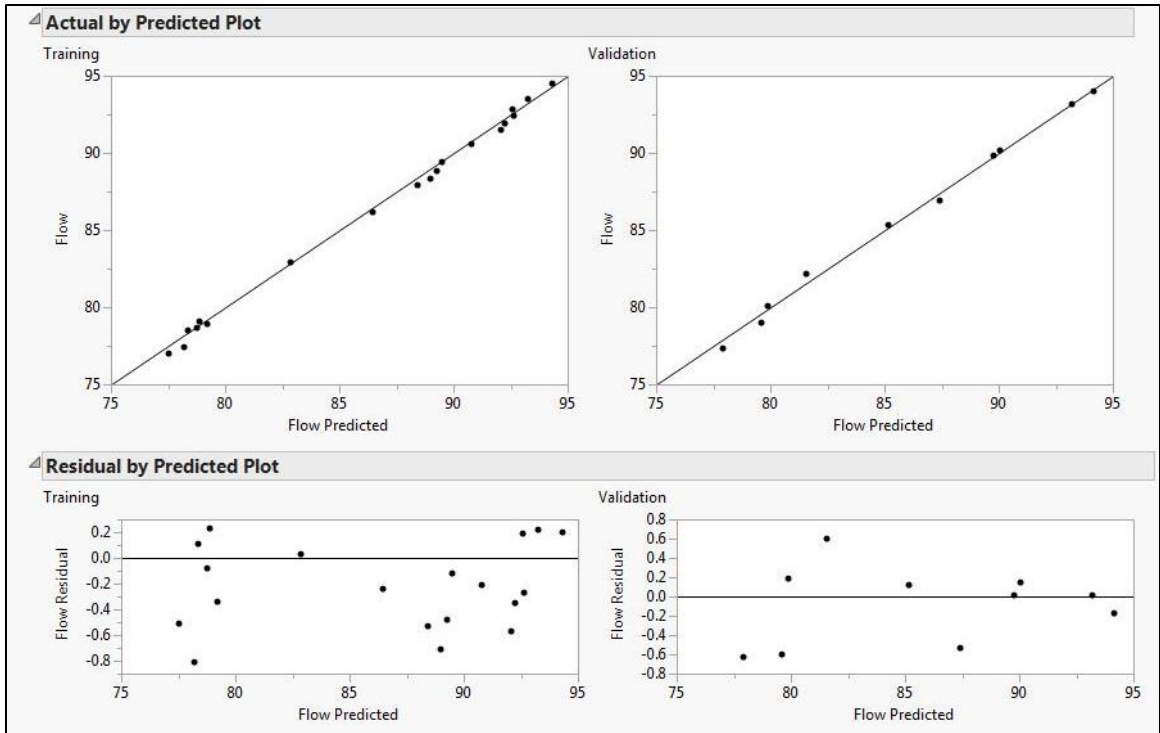 Actual by Predicted Plot
Training
Validation
95
90
85
80
75
Flow
75 80 85 90 95
Flow Predicted
95
90
85
80
75
Flow
75 80 85 90 95
Flow Predicted
Residual by Predicted Plot
Training
Validation
0.2
0.0
-0.2
-0.4
-0.6
-0.8
Flow Residual
75 80 85 90 95
Flow Predicted
0.8
0.6
0.4
0.2
0.0
-0.2
-0.4
-0.6
-0.8
Flow Residual
75 80 85 90 95
Flow Predicted